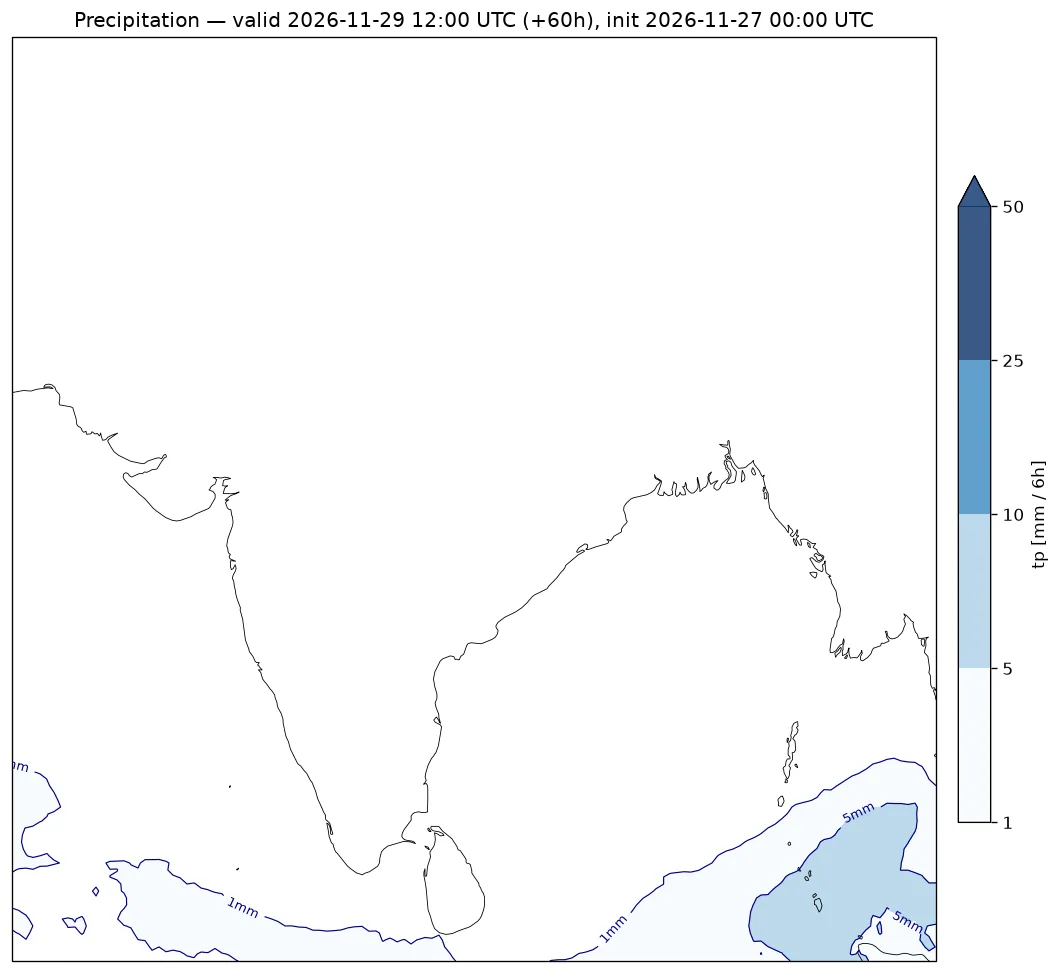 Precipitation — valid 2026-11-29 12:00 UTC (+60h), init 2026-11-27 00:00 UTC
50
25
10
5
1
tp [mm / 6h]
5mm
1mm
1mm
5mm